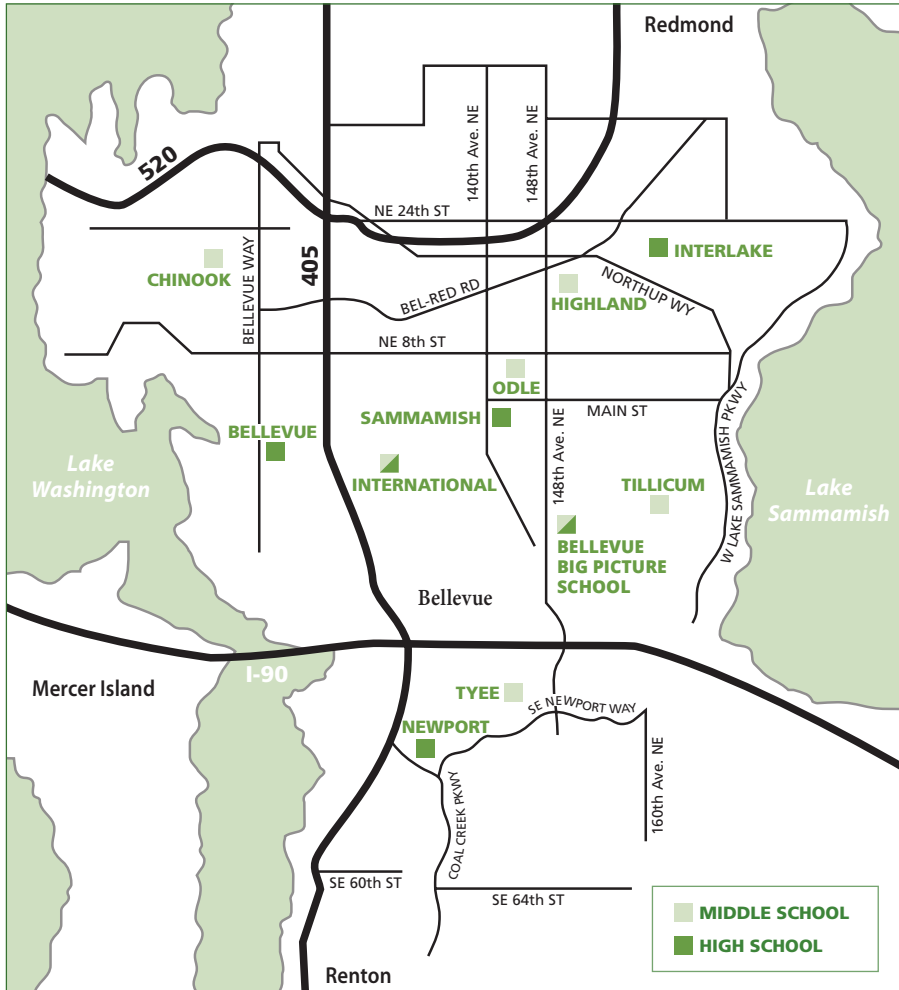 Redmond
520
140th Ave. NE
148th Ave. NE
NE 24th ST
BELLEVUE WAY
405
CHINOOK
INTERLAKE
BEL-RED RD
HIGHLAND
NORTHUP WY
NE 8th ST
ODLE
MAIN ST
SAMMAMISH
BELLEVUE
INTERNATIONAL
148th Ave. NE
TILLICUM
W LAKE SAMMAMISH PKWY
Lake
Washington
Lake
Sammamish
BELLEVUE
BIG PICTURE
SCHOOL
Bellevue
I-90
Mercer Island
TYEE
SE NEWPORT WAY
NEWPORT
COAL CREEK PKWY
160th Ave. NE
SE 60th ST
SE 64th ST
MIDDLE SCHOOL
HIGH SCHOOL
Renton